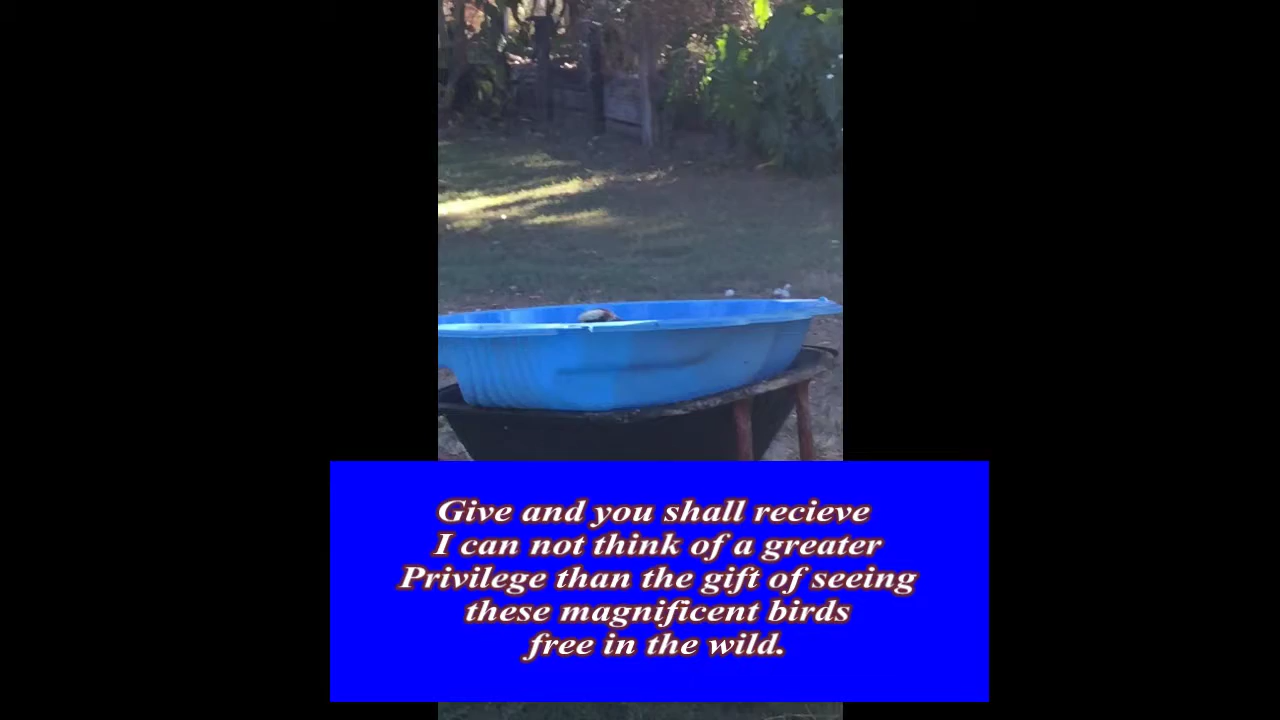 Give and you shall recieve
I can not think of a greater
Privilege than the gift of seeing
these magnificent birds
free in the wild.